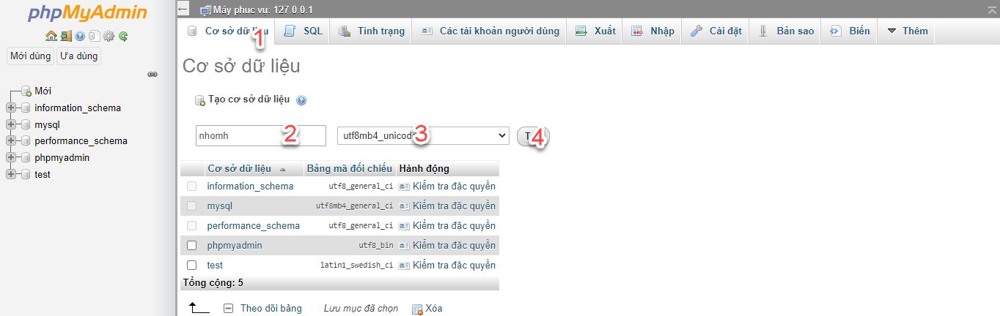 phpMyAdmin
Mới dùng Ưa dùng
Mới
information_schema
mysql
performance_schema
phpmyadmin
test
Máy phục vụ: 127.0.0.1
Cơ sở dữ liệu SQL Tình trạng Các tài khoản người dùng Xuất Nhập Cài đặt Bản sao Biến Thêm
1
Cơ sở dữ liệu
Tạo cơ sở dữ liệu
nhomh 2 utf8mb4_unicod 3 4
Cơ sở dữ liệu Bảng mã đối chiếu Hành động
information_schema utf8_general_ci Kiểm tra đặc quyền
mysql utf8mb4_general_ci Kiểm tra đặc quyền
performance_schema utf8_general_ci Kiểm tra đặc quyền
phpmyadmin utf8_bin Kiểm tra đặc quyền
test latin1_swedish_ci Kiểm tra đặc quyền
Tổng cộng: 5
Theo dõi bảng Lưu mục đã chọn Xóa